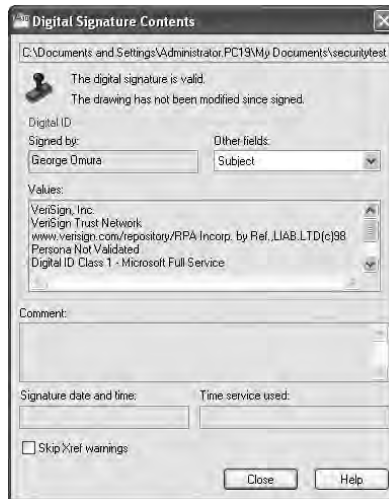 Digital Signature Contents
C:\Documents and Settings\Administrator.PC19\My Documents\securitytest
The digital signature is valid.
The drawing has not been modified since signed.
Digital ID
Signed by:
Other fields:
George Omura
Subject
Values:
VeriSign, Inc.
VeriSign Trust Network
www.verisign.com/repository/RPA Incorp. by Ref.,LIAB.LTD(c)98
Persona Not Validated
Digital ID Class 1 - Microsoft Full Service
Comment:
Signature date and time:
Time service used:
Skip Xref warnings
Close
Help